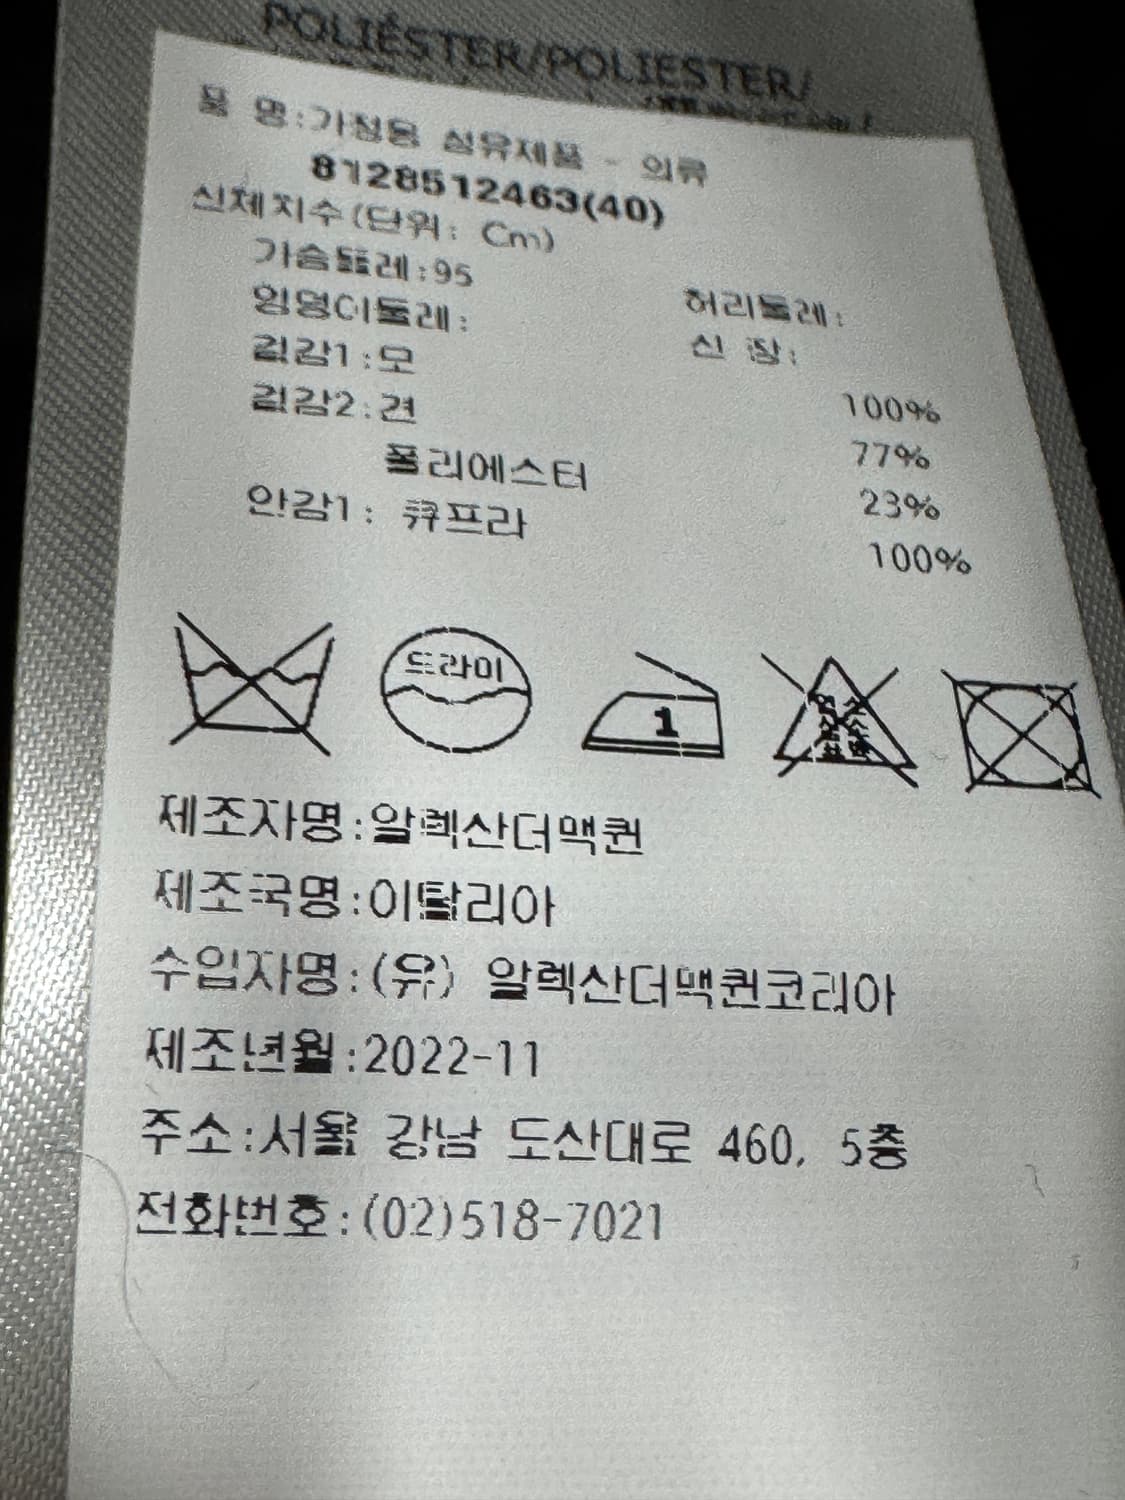 POLIÉSTER/POLIESTER/
품 명:가정용 섬유제품 - 의류
8128512463(40)
신체치수(단위: Cm)
가슴둘레:95 허리둘레:
엉덩이둘레: 신 장:
겉감1:모 100%
겉감2:견 77%
폴리에스터 23%
안감1: 큐프라 100%
드라이
1
염소표백
제조자명:알렉산더맥퀸
제조국명:이탈리아
수입자명:(유) 알렉산더맥퀸코리아
제조년월:2022-11
주소:서울 강남 도산대로 460, 5층
전화번호:(02)518-7021